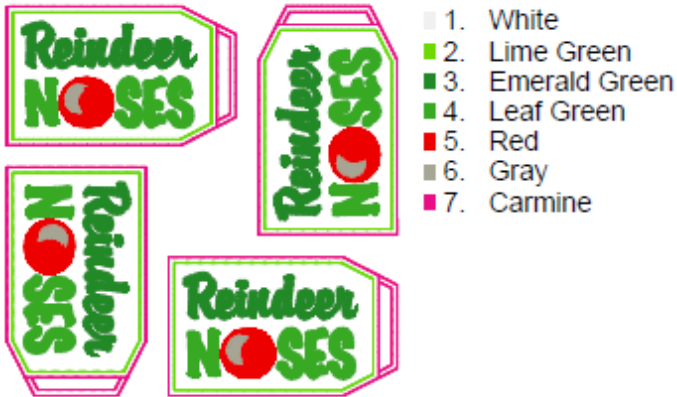 Reindeer
NOSES
Reindeer
NOSES
Reindeer
NOSES
Reindeer
NOSES
1. White
2. Lime Green
3. Emerald Green
4. Leaf Green
5. Red
6. Gray
7. Carmine